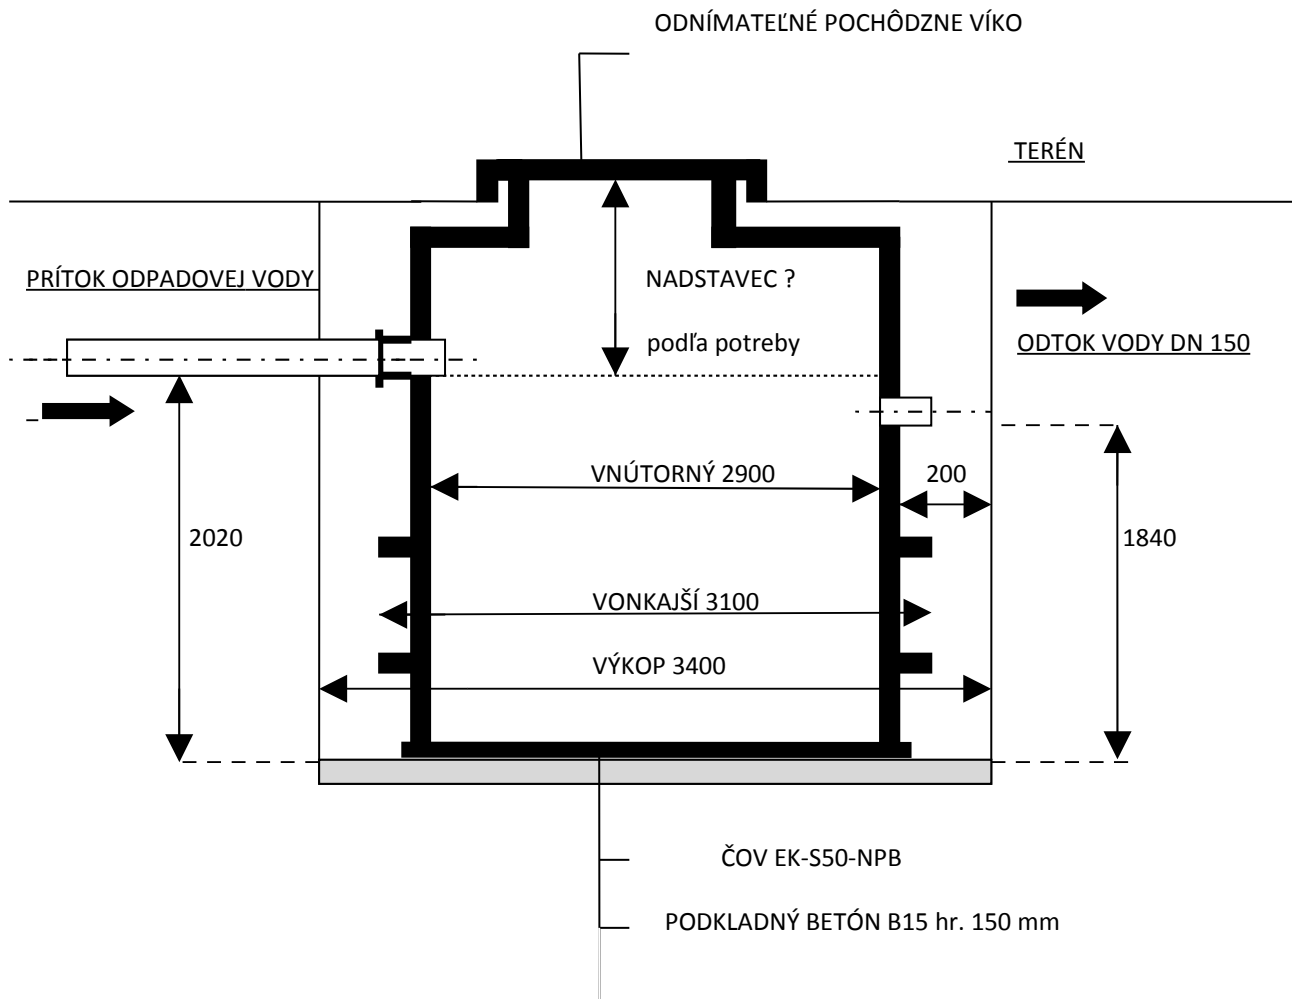 ODNÍMATEĽNÉ POCHÔDZNE VÍKO
TERÉN
PRÍTOK ODPADOVEJ VODY
NADSTAVEC ?
podľa potreby
ODTOK VODY DN 150
VNÚTORNÝ 2900
200
2020
1840
VONKAJŠÍ 3100
VÝKOP 3400
ČOV EK-S50-NPB
PODKLADNÝ BETÓN B15 hr. 150 mm